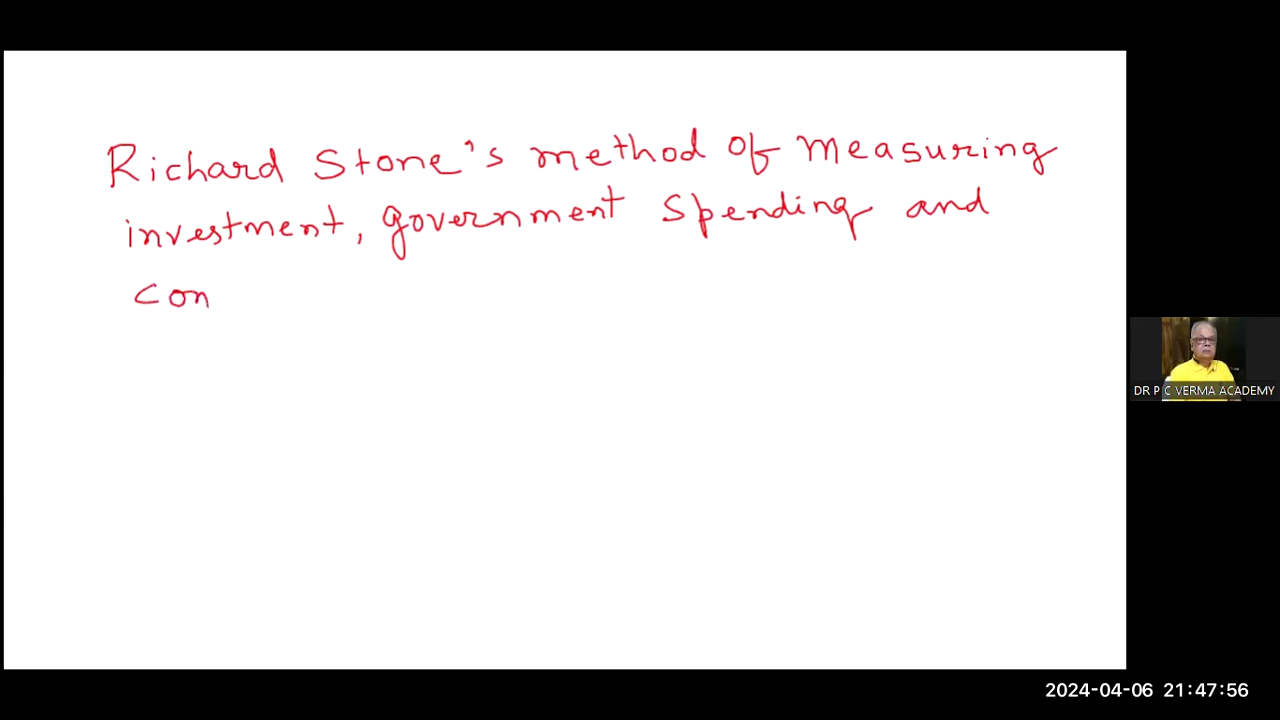 Richard Stone's method of measuring
investment, government spending and
con
DR P C VERMA ACADEMY
2024-04-06 21:47:56